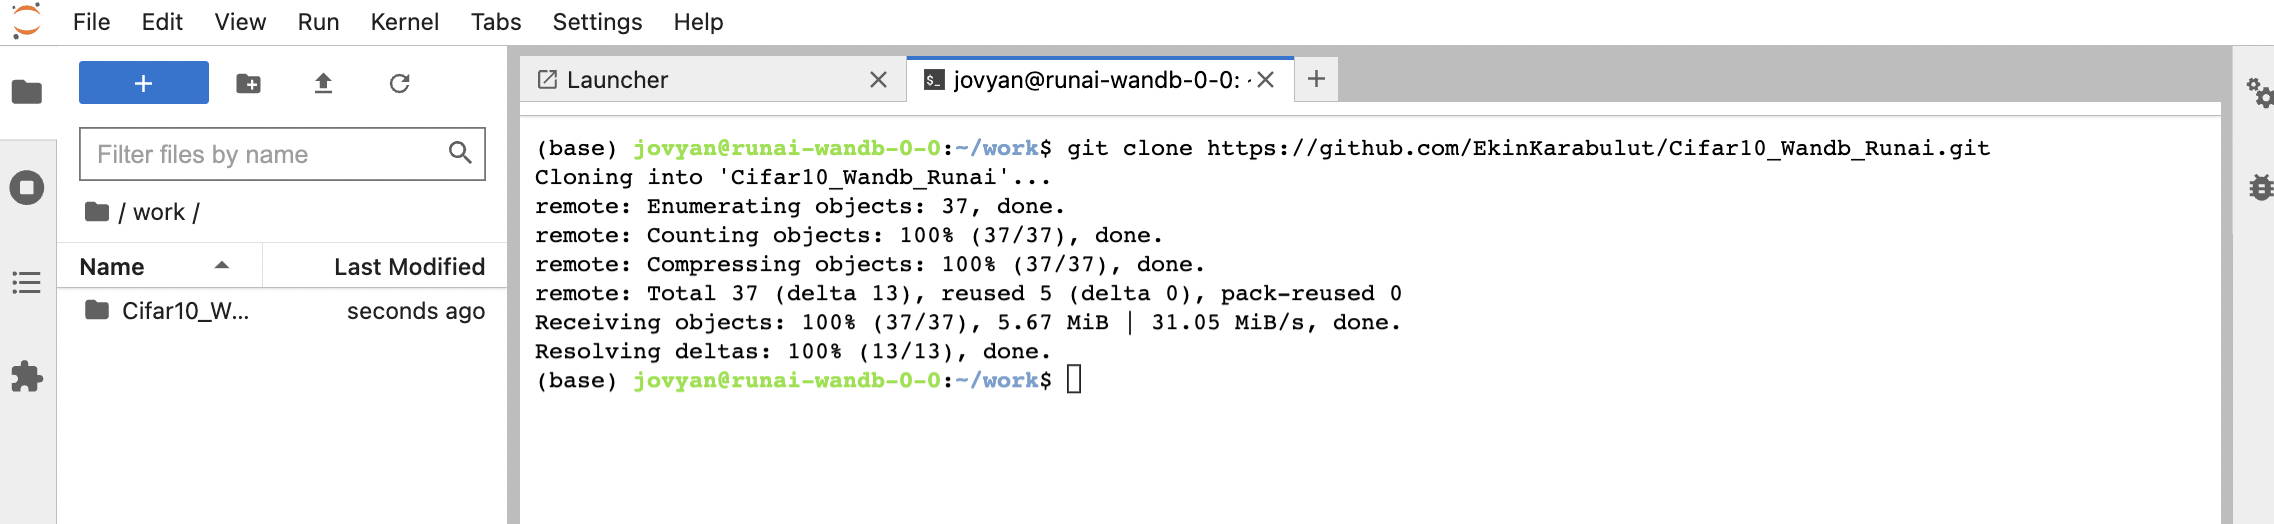 File Edit View Run Kernel Tabs Settings Help
+
Filter files by name
/ work /
Name Last Modified
Cifar10_W... seconds ago
Launcher
$_ jovyan@runai-wandb-0-0: ·
+
(base) jovyan@runai-wandb-0-0:~/work$ git clone https://github.com/EkinKarabulut/Cifar10_Wandb_Runai.git
Cloning into 'Cifar10_Wandb_Runai'...
remote: Enumerating objects: 37, done.
remote: Counting objects: 100% (37/37), done.
remote: Compressing objects: 100% (37/37), done.
remote: Total 37 (delta 13), reused 5 (delta 0), pack-reused 0
Receiving objects: 100% (37/37), 5.67 MiB | 31.05 MiB/s, done.
Resolving deltas: 100% (13/13), done.
(base) jovyan@runai-wandb-0-0:~/work$